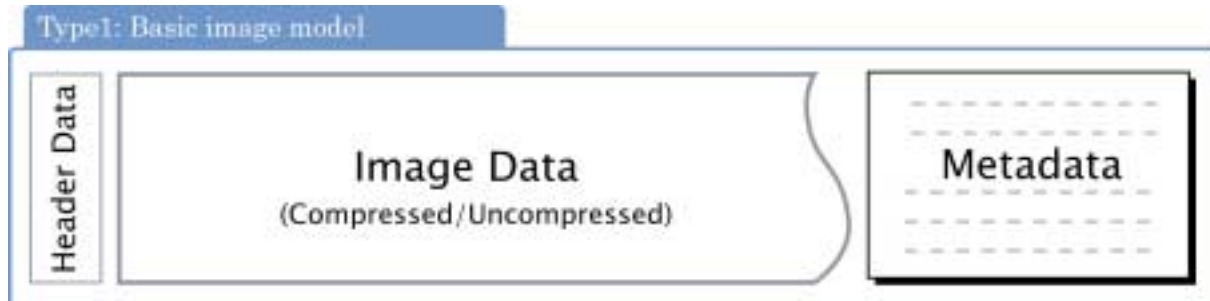 Type1: Basic image model
Header Data
Image Data
(Compressed/Uncompressed)
Metadata